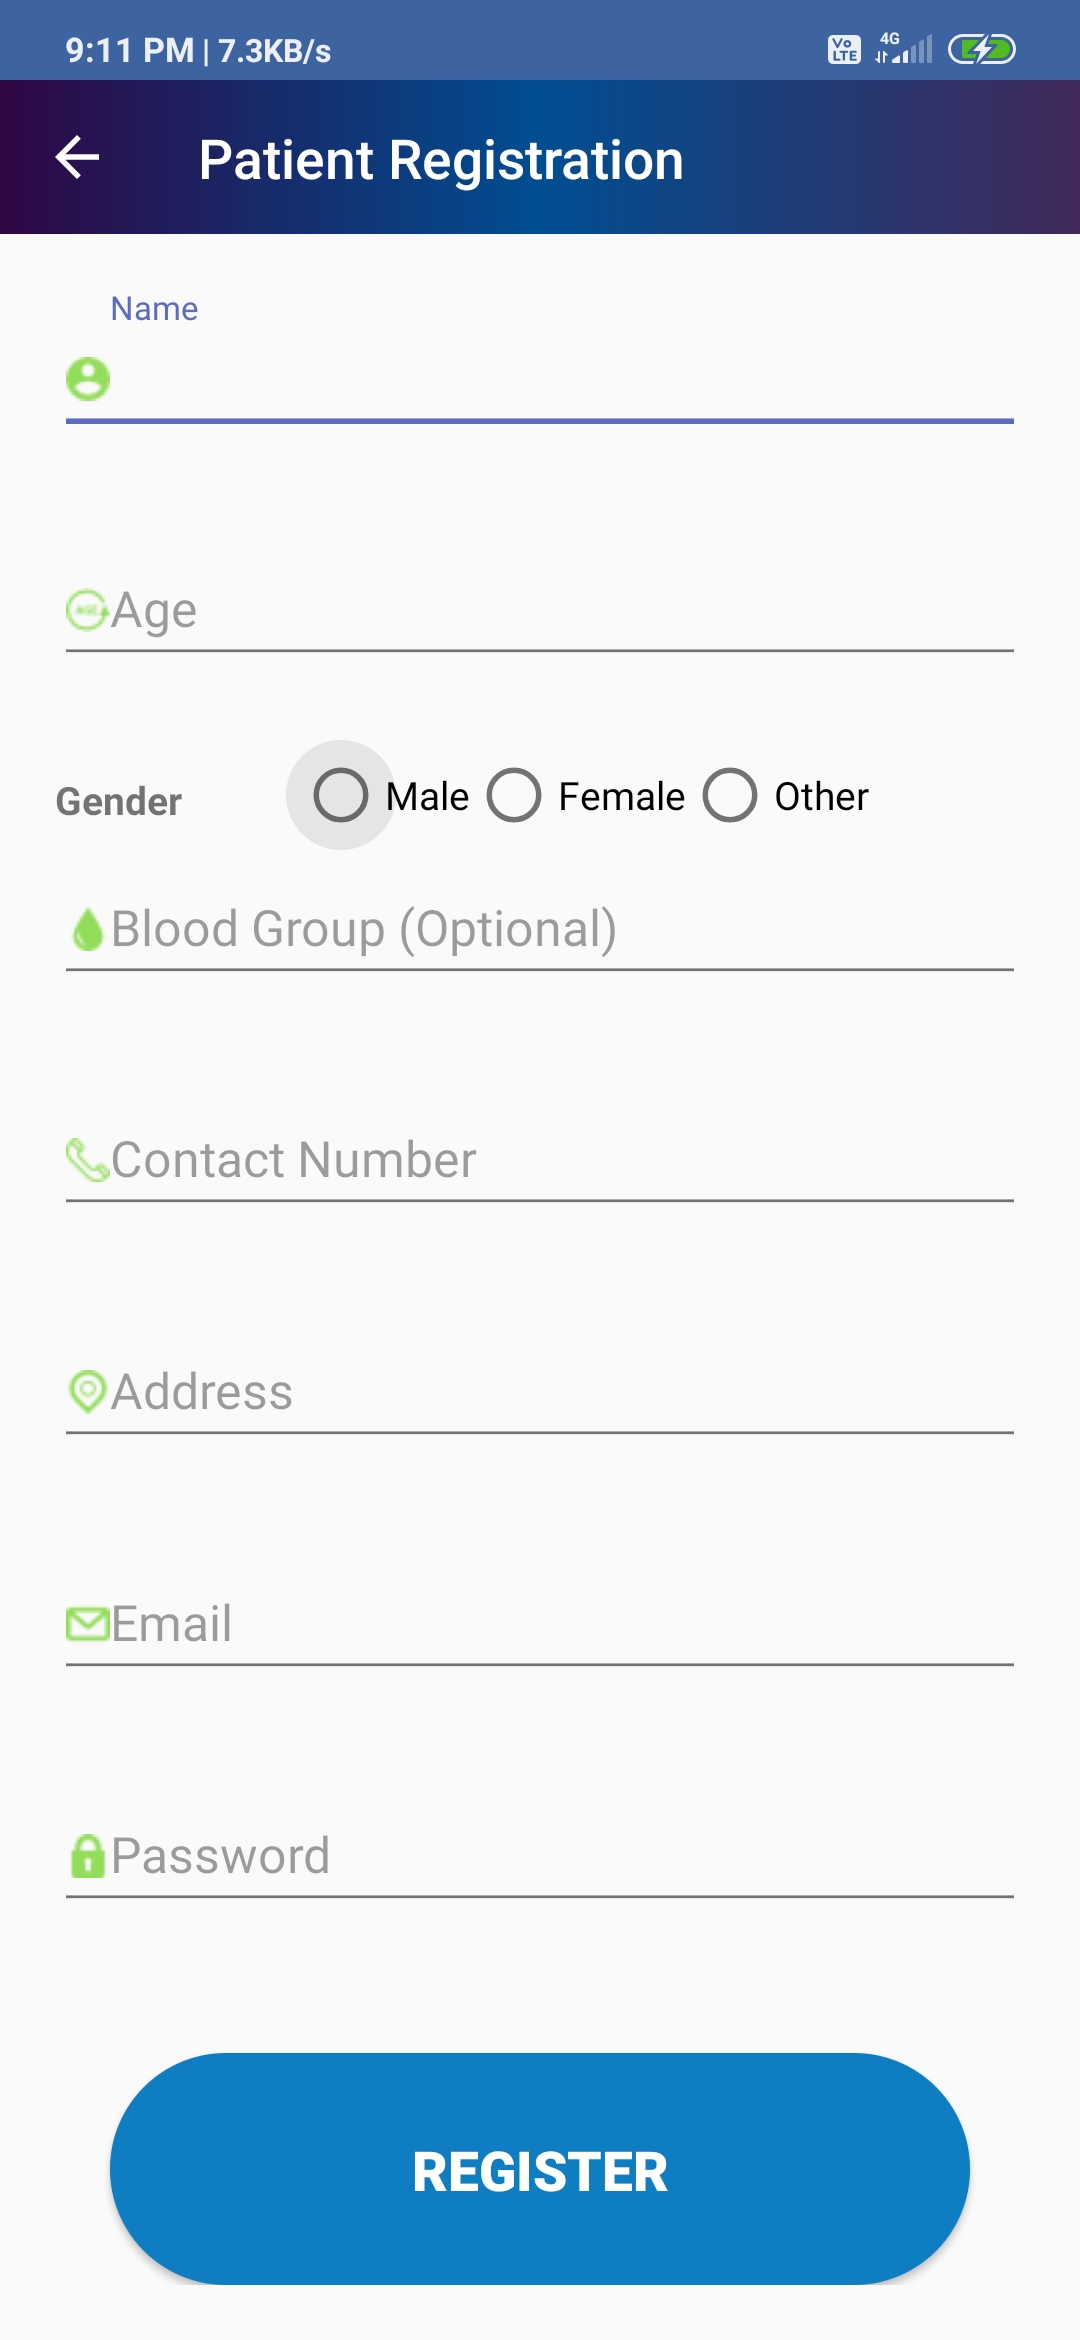 9:11 PM | 7.3KB/s Vo LTE 4G
Patient Registration
Name
AGE Age
Gender Male Female Other
Blood Group (Optional)
Contact Number
Address
Email
Password
REGISTER